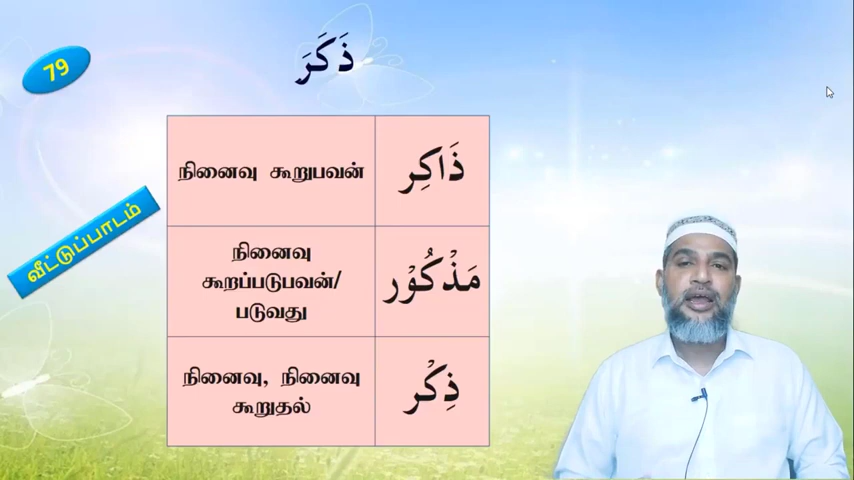 79
ذَكَرَ
நினைவு கூறுபவன்
ذَاكِر
வீட்டுப்பாடம்
நினைவு
கூறப்படுபவன்/
படுவது
مَذْكُوْر
நினைவு, நினைவு
கூறுதல்
ذِكْر